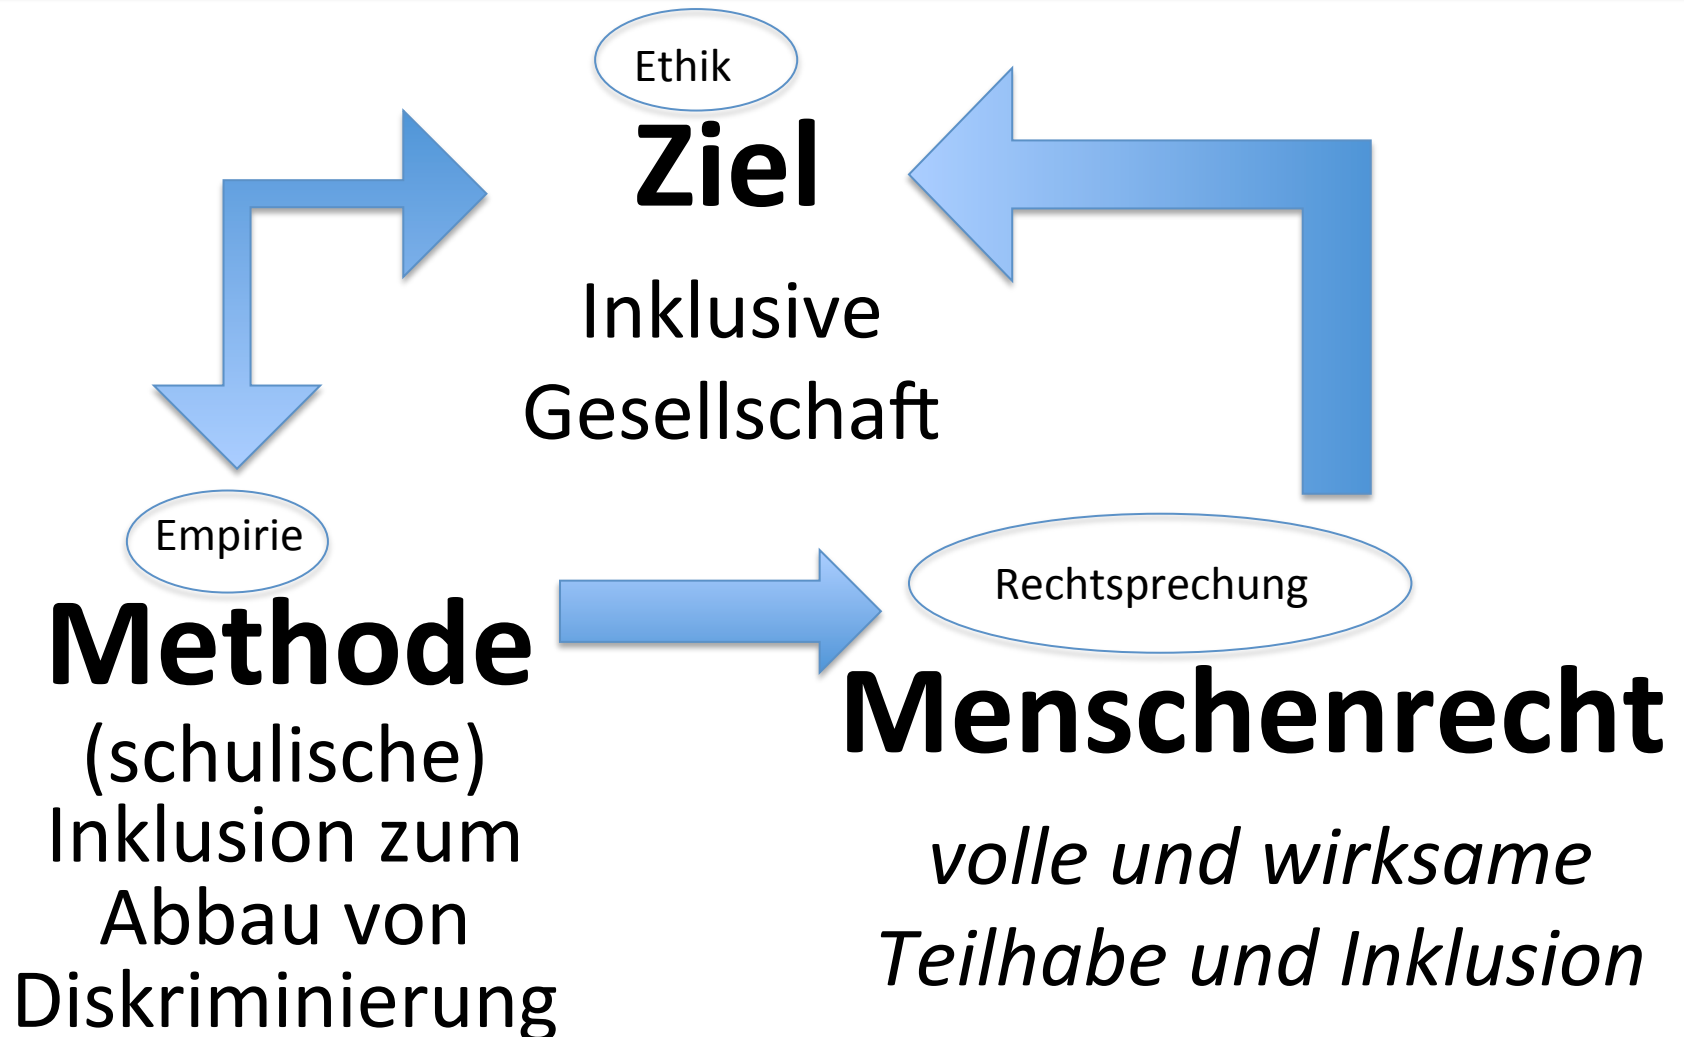 Ethik
Ziel
Inklusive
Gesellschaft
Empirie
Methode
(schulische)
Inklusion zum
Abbau von
Diskriminierung
Rechtsprechung
Menschenrecht
volle und wirksame
Teilhabe und Inklusion